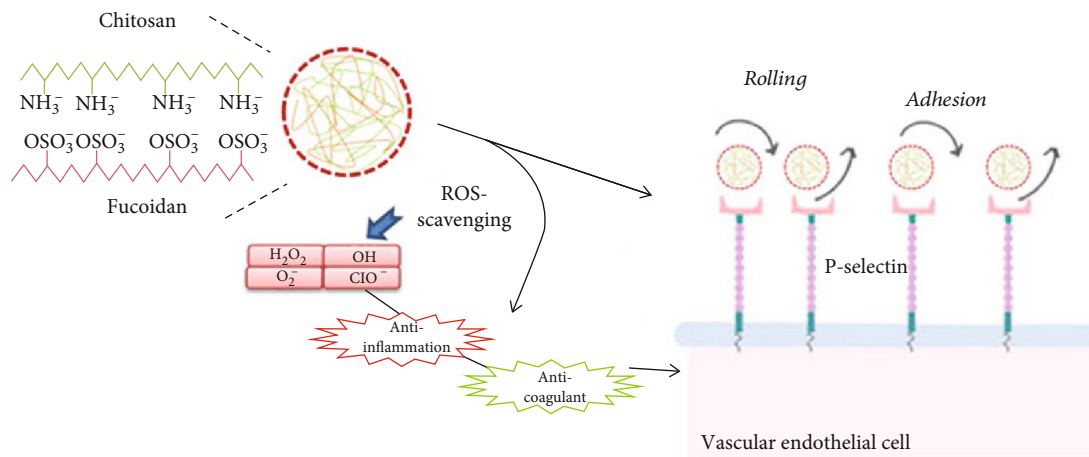 Chitosan
NH₃⁻ NH₃⁻ NH₃⁻ NH₃⁻
OSO₃⁻ OSO₃⁻ OSO₃⁻ OSO₃⁻
Fucoidan
ROS-
scavenging
H₂O₂ OH
O₂⁻ ClO⁻
Anti-
inflammation
Anti-
coagulant
Rolling
Adhesion
P-selectin
Vascular endothelial cell